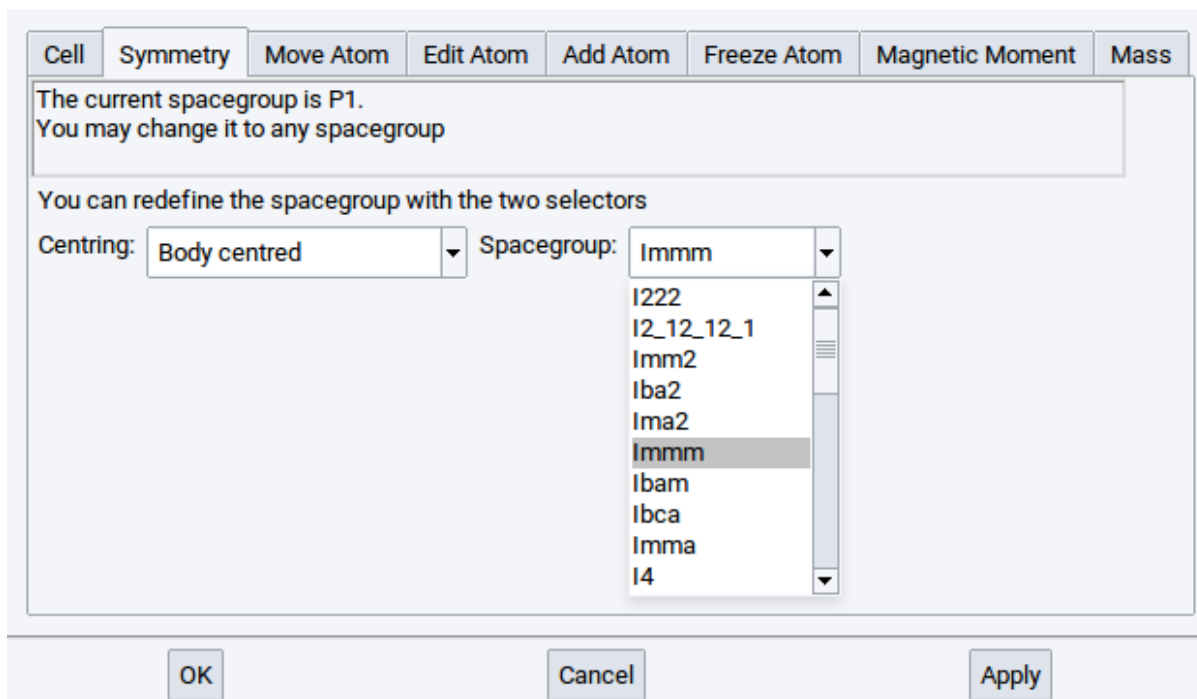 Cell Symmetry Move Atom Edit Atom Add Atom Freeze Atom Magnetic Moment Mass
The current spacegroup is P1.
You may change it to any spacegroup
You can redefine the spacegroup with the two selectors
Centring: Body centred Spacegroup: Immm
I222
I2_12_12_1
Imm2
Iba2
Ima2
Immm
Ibam
Ibca
Imma
I4
OK Cancel Apply